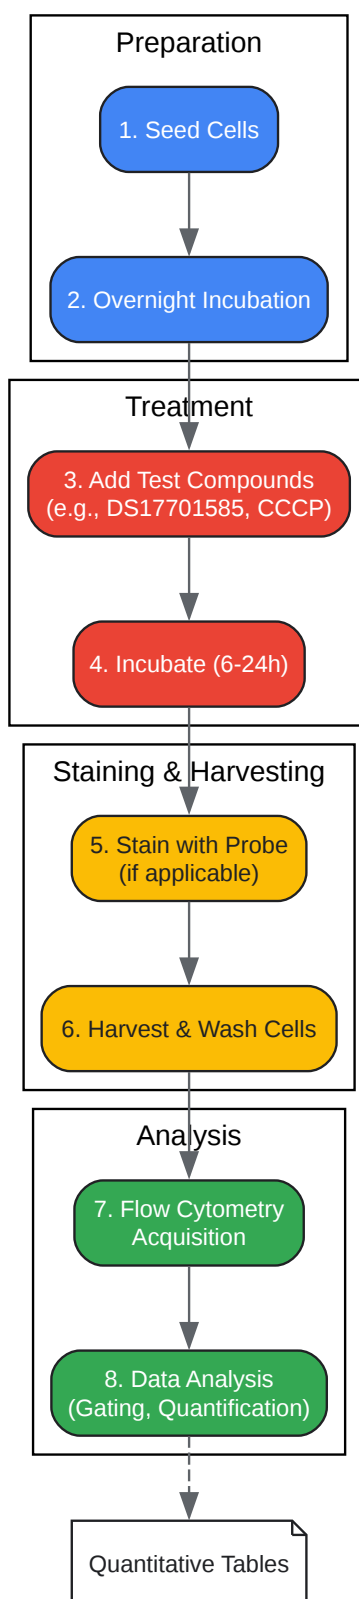 Preparation
1. Seed Cells
2. Overnight Incubation
Treatment
3. Add Test Compounds
(e.g., DS17701585, CCCP)
4. Incubate (6-24h)
Staining & Harvesting
5. Stain with Probe
(if applicable)
6. Harvest & Wash Cells
Analysis
7. Flow Cytometry
Acquisition
8. Data Analysis
(Gating, Quantification)
Quantitative Tables